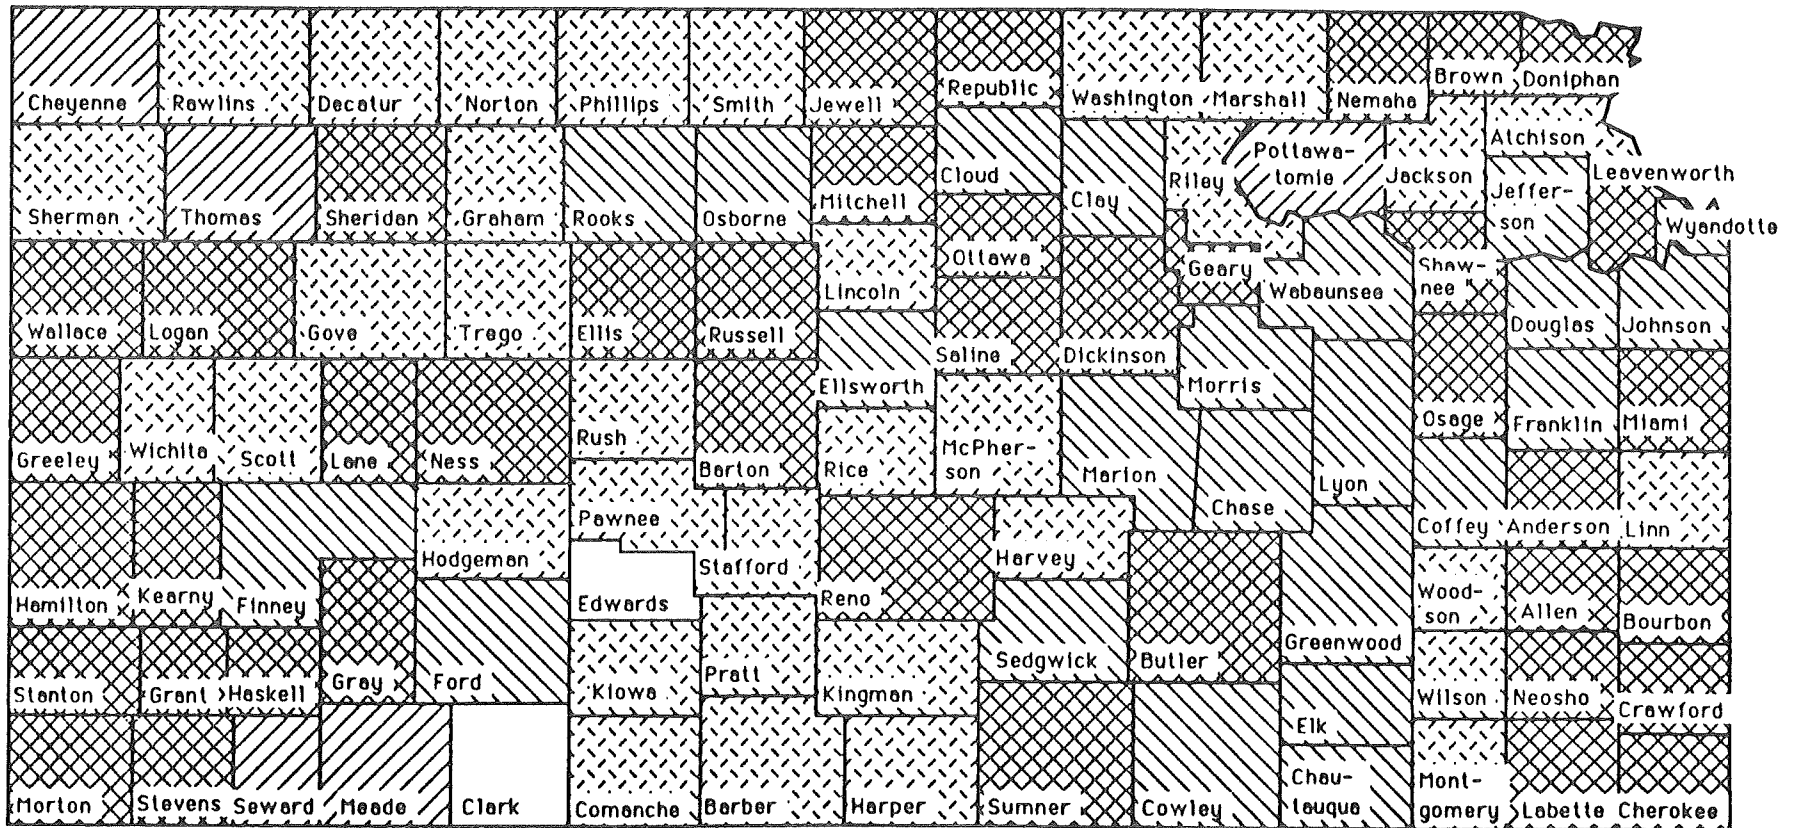 Cheyenne Rawlins Decatur Norton Phillips Smith Jewell Republic Washington Marshall Nemaha Brown Doniphan
Sherman Thomas Sheridan Graham Rooks Osborne Mitchell Cloud Clay Riley Pottawa-
tomie Jackson Atchison Jeffer-
son Leavenworth Wyandotte
Wallace Logan Gove Trego Ellis Russell Lincoln Ottawa Saline Dickinson Geary Wabaunsee Shaw-
nee Douglas Johnson
Greeley Wichita Scott Lane Ness Rush Barton Ellsworth Rice McPher-
son Marion Morris Chase Lyon Osage Franklin Miami
Hamilton Kearny Finney Hodgeman Pawnee Edwards Stafford Reno Harvey Greenwood Coffey Anderson Linn
Stanton Grant Haskell Gray Ford Kiowa Pratt Kingman Sedgwick Butler Elk Wood-
son Allen Bourbon
Wilson Neosho Crawford
Morton Stevens Seward Meade Clark Comanche Barber Harper Sumner Cowley Chau-
tauqua Mont-
gomery Labette Cherokee